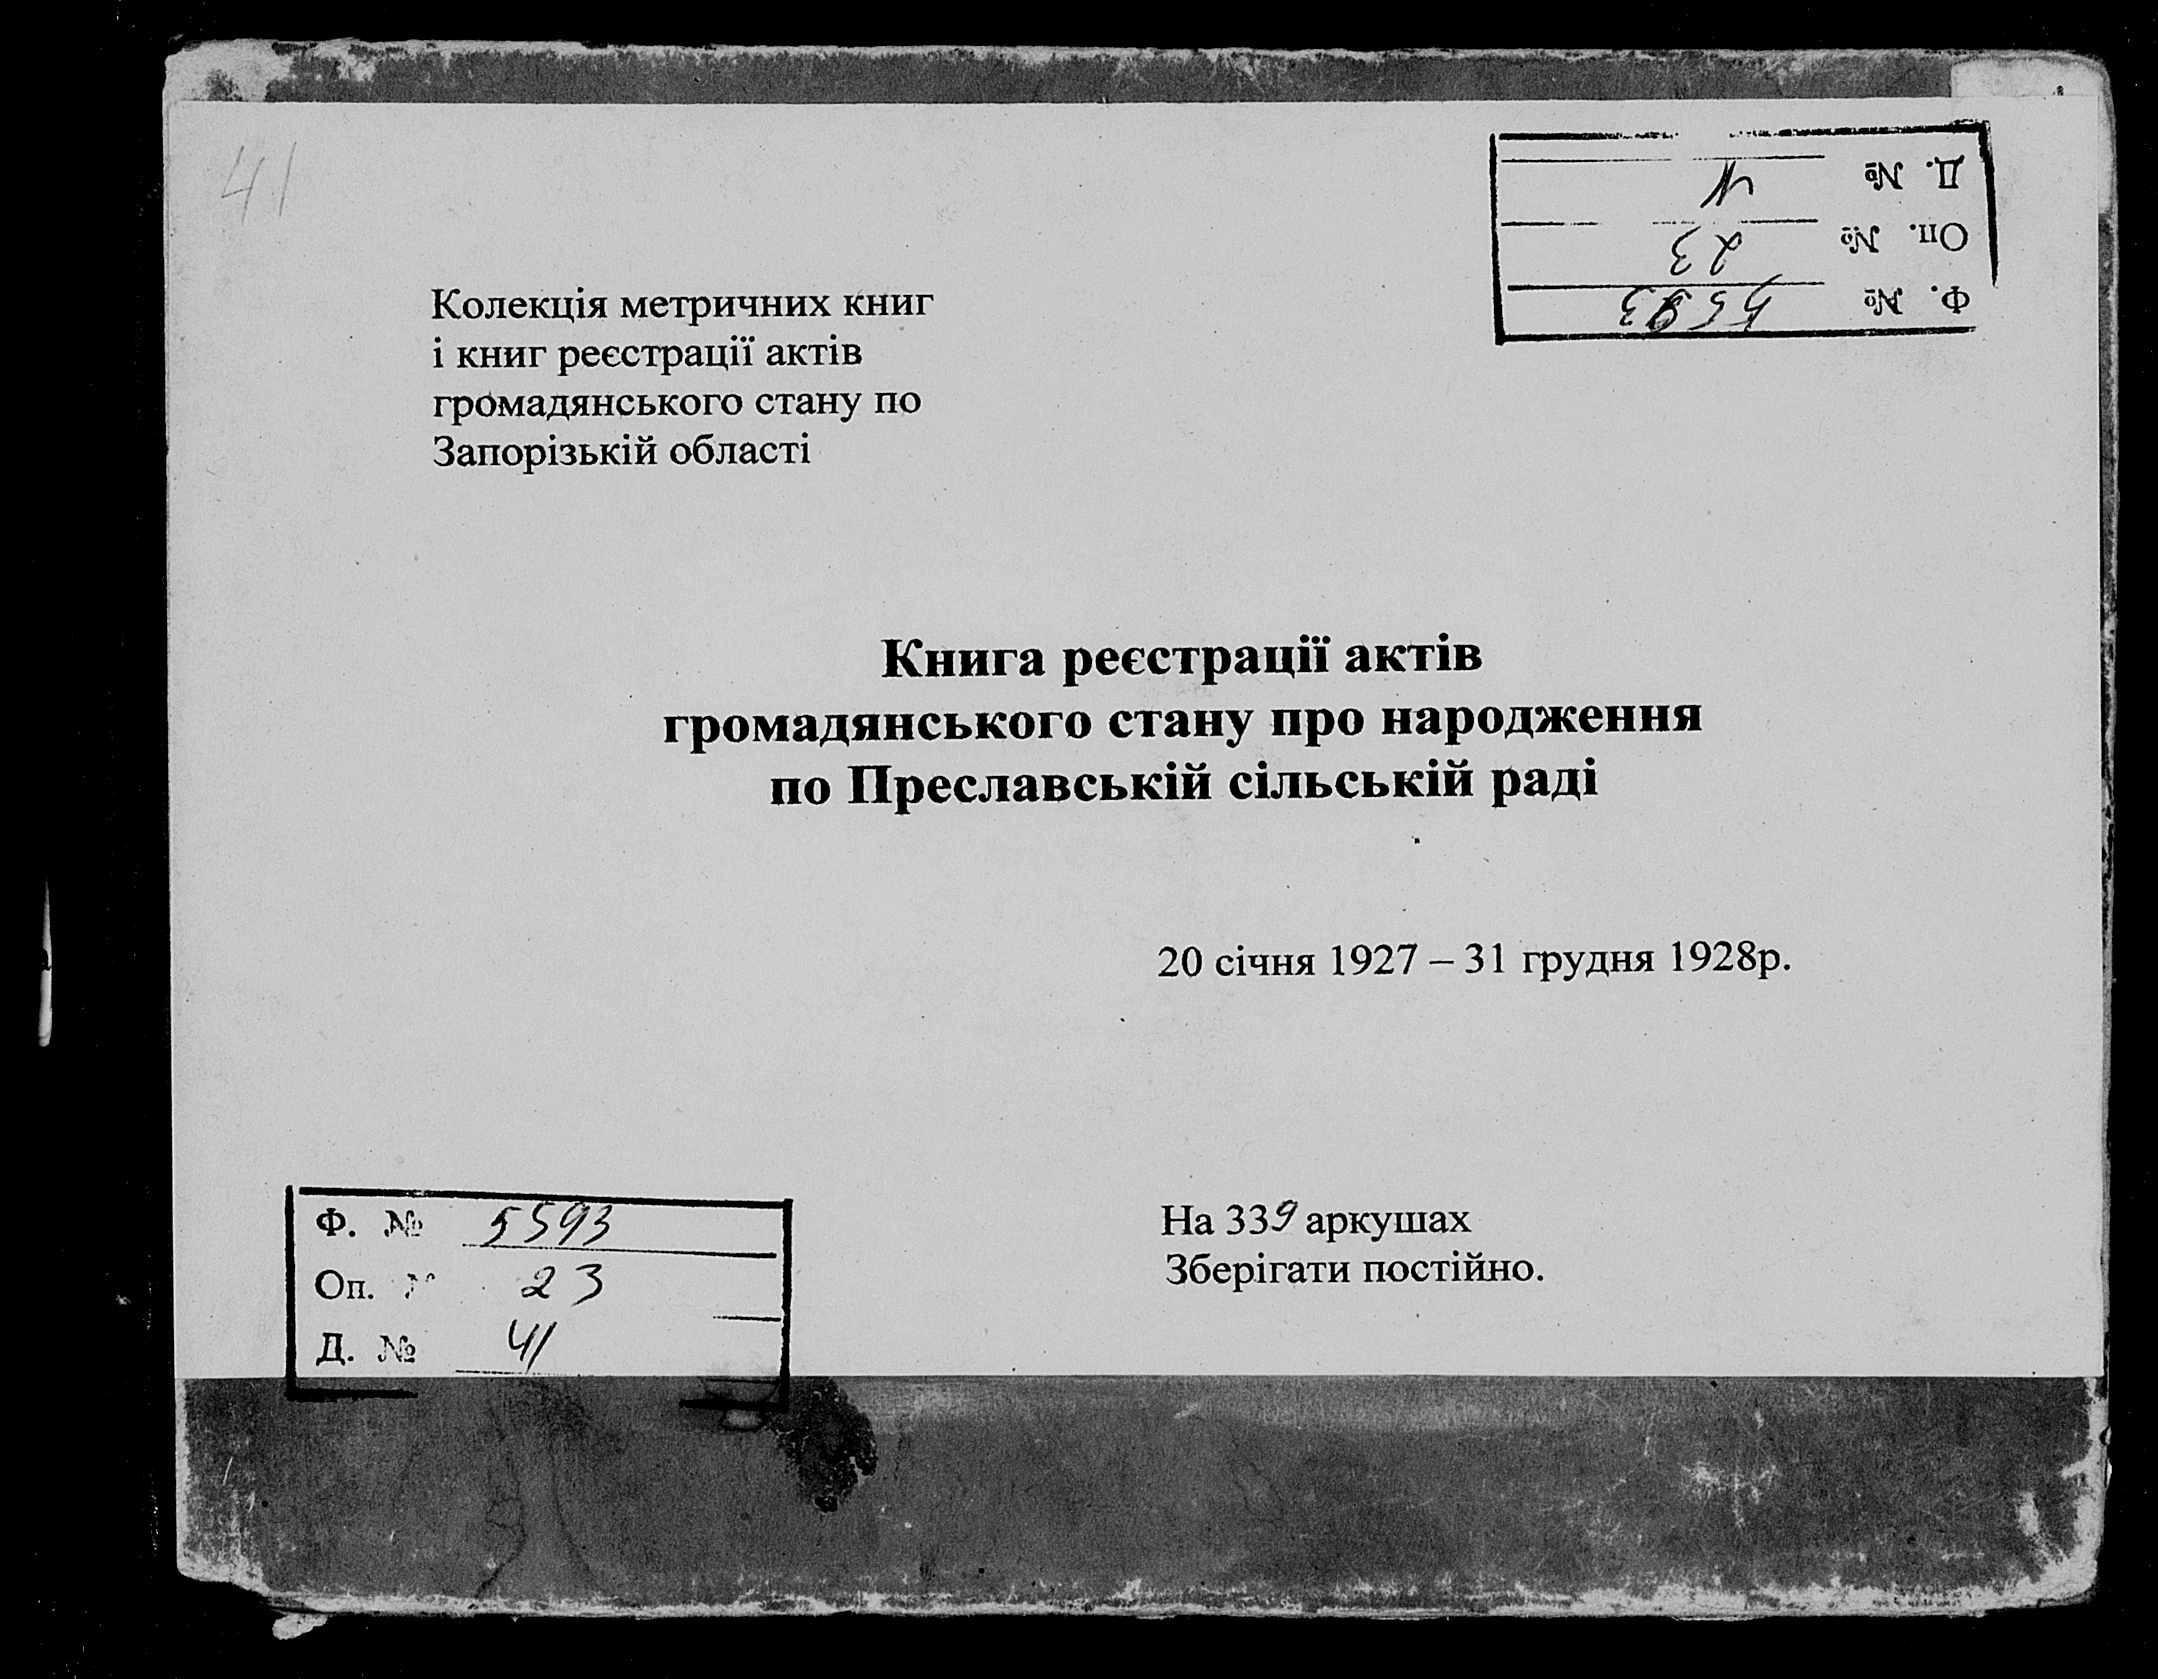 41
Д. № 41
Оп. № 23
Ф. № 5593
Колекція метричних книг
і книг реєстрації актів
громадянського стану по
Запорізькій області
Книга реєстрації актів
громадянського стану про народження
по Преславській сільській раді
20 січня 1927 – 31 грудня 1928р.
Ф. № 5593
Оп. № 23
Д. № 41
На 339 аркушах
Зберігати постійно.